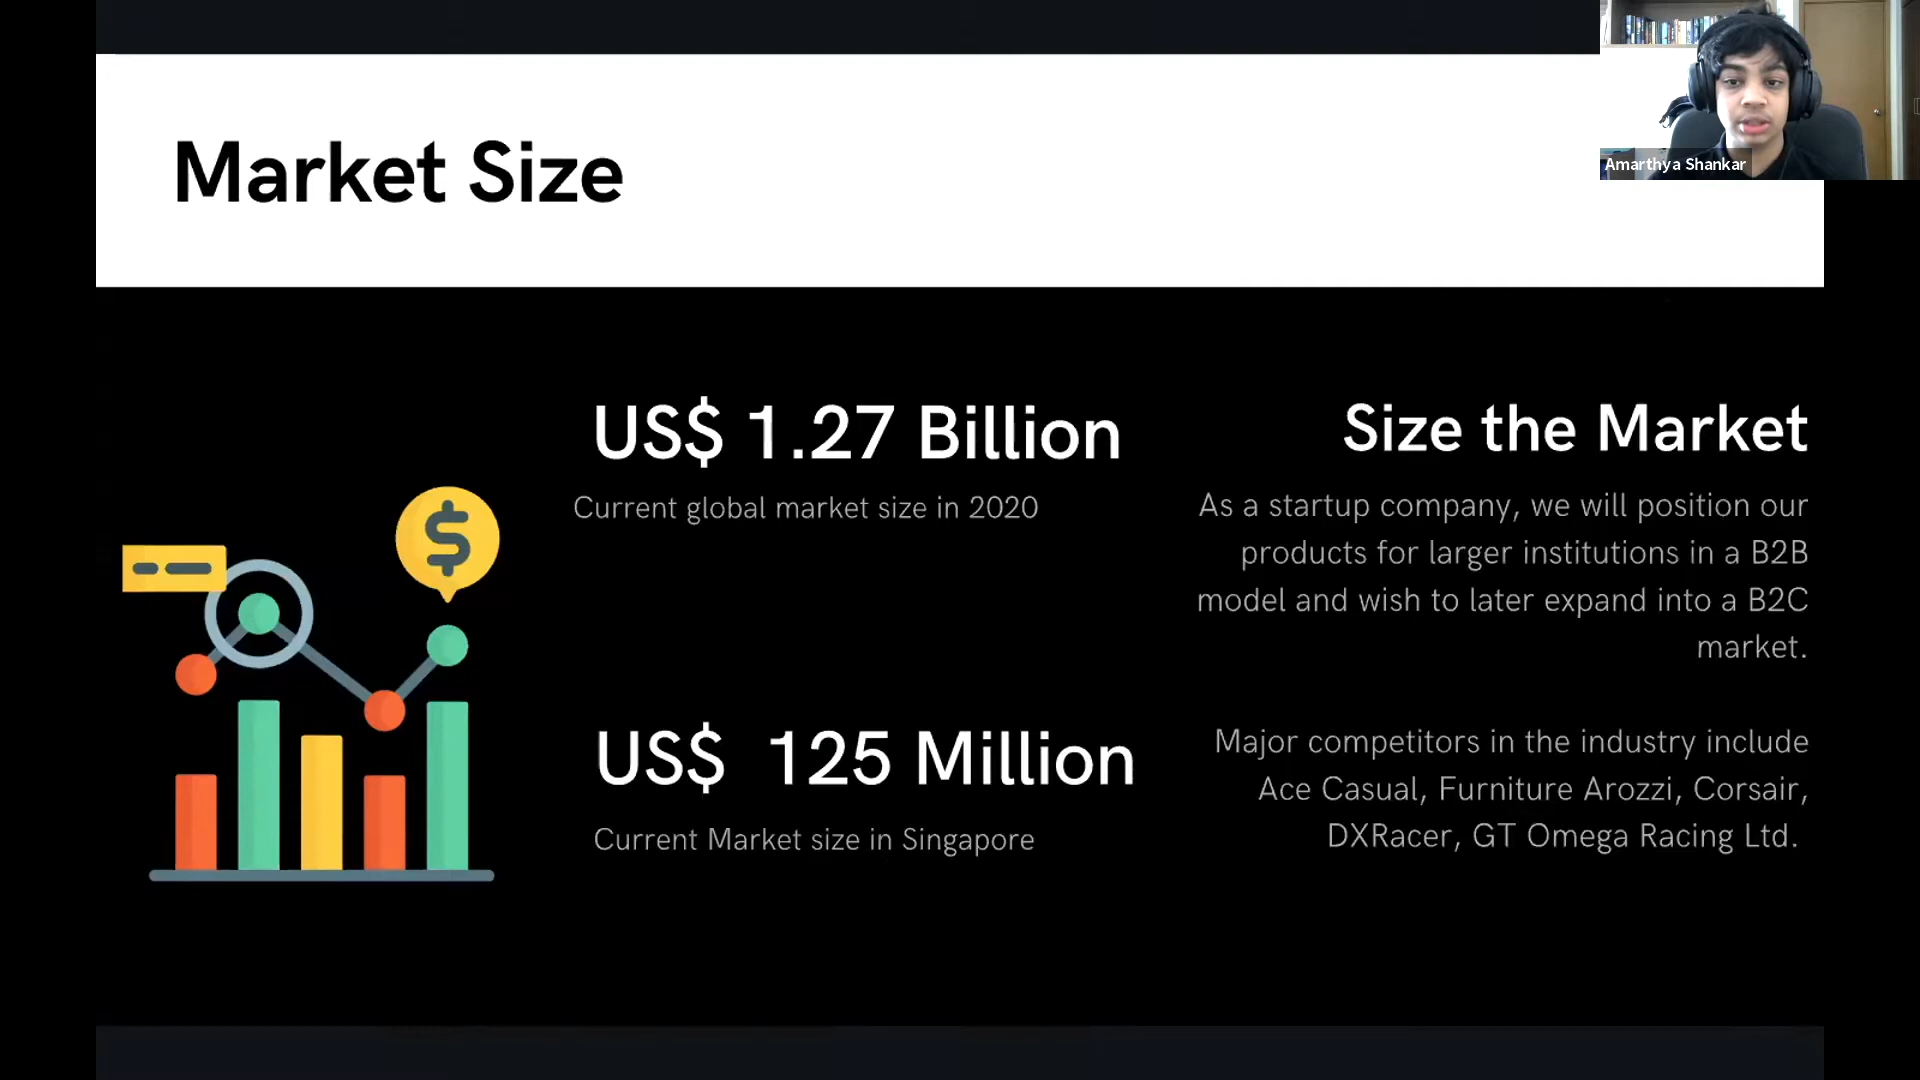 Market Size
Amarthya Shankar
US$ 1.27 Billion
Current global market size in 2020
US$ 125 Million
Current Market size in Singapore
Size the Market
As a startup company, we will position our
products for larger institutions in a B2B
model and wish to later expand into a B2C
market.
Major competitors in the industry include
Ace Casual, Furniture Arozzi, Corsair,
DXRacer, GT Omega Racing Ltd.